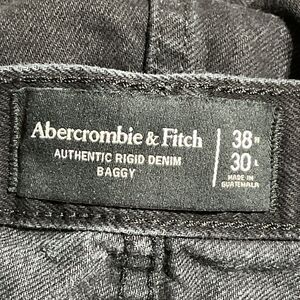 Abercrombie & Fitch
AUTHENTIC RIGID DENIM
BAGGY
38 W
30 L
MADE IN
GUATEMALA